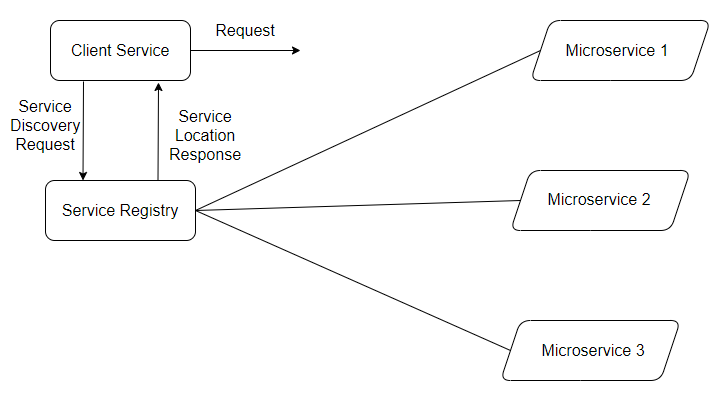 Request
Client Service
Microservice 1
Service
Discovery
Request
Service
Location
Response
Service Registry
Microservice 2
Microservice 3